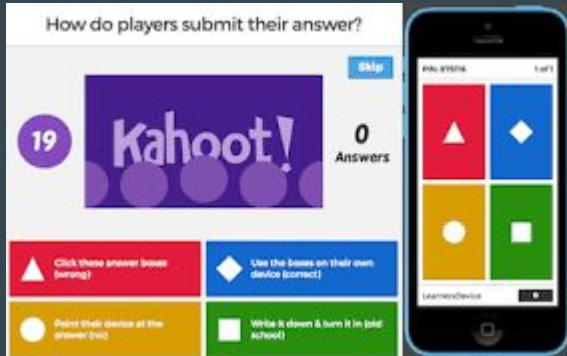 How do players submit their answer?
Skip
19
Kahoot!
0
Answers
Click these answer boxes
(wrong)
Use the boxes on their own
device (correct)
Point their device at the
answer (no)
Write it down & turn it in (old
school)
1 of 1
LearnersDevice
0